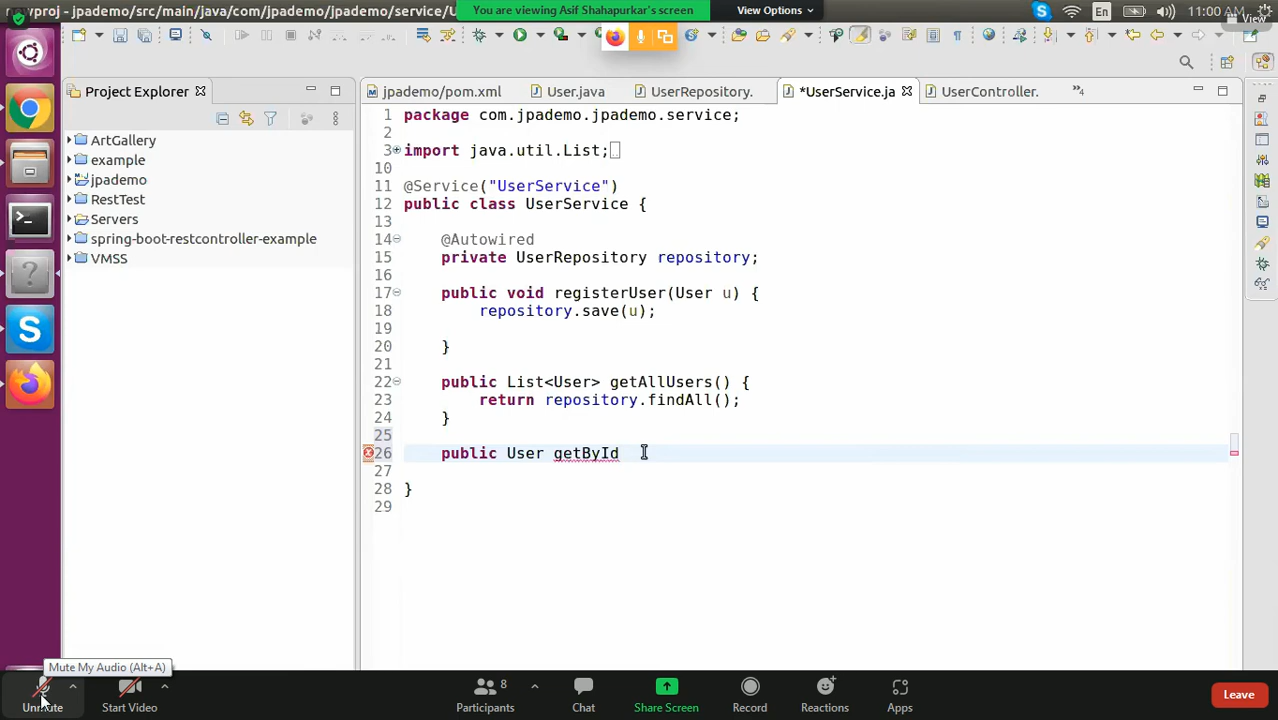 newproj - jpademo/src/main/java/com/jpademo/jpademo/service/U
You are viewing Asif Shahapurkar's screen
View Options
En
11:00 AM
View
Project Explorer
jpademo/pom.xml
User.java
UserRepository.
*UserService.ja
UserController.
ArtGallery
example
jpademo
RestTest
Servers
spring-boot-restcontroller-example
VMSS
1 package com.jpademo.jpademo.service;
2
3 import java.util.List;
10
11 @Service("UserService")
12 public class UserService {
13
14 @Autowired
15 private UserRepository repository;
16
17 public void registerUser(User u) {
18 repository.save(u);
19
20 }
21
22 public List<User> getAllUsers() {
23 return repository.findAll();
24 }
25
26 public User getById
27
28 }
29
Mute My Audio (Alt+A)
Unmute
Start Video
8
Participants
Chat
Share Screen
Record
Reactions
Apps
Leave